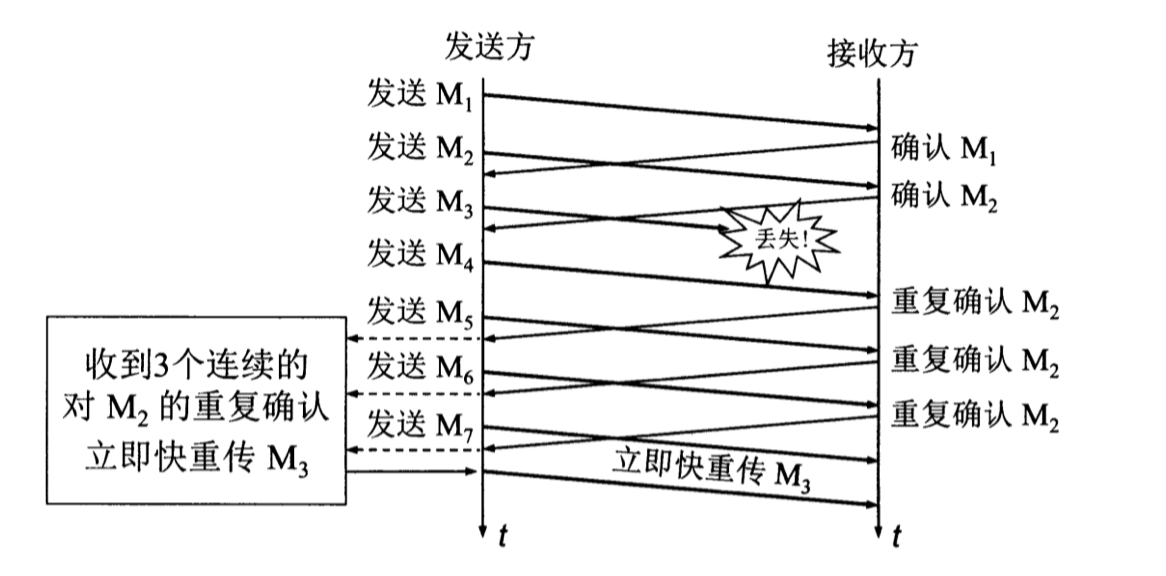 发送方
接收方
发送 M₁
确认 M₁
发送 M₂
确认 M₂
发送 M₃
丢失!
发送 M₄
重复确认 M₂
发送 M₅
重复确认 M₂
发送 M₆
重复确认 M₂
发送 M₇
收到3个连续的
对 M₂ 的重复确认
立即快重传 M₃
立即快重传 M₃
t
t